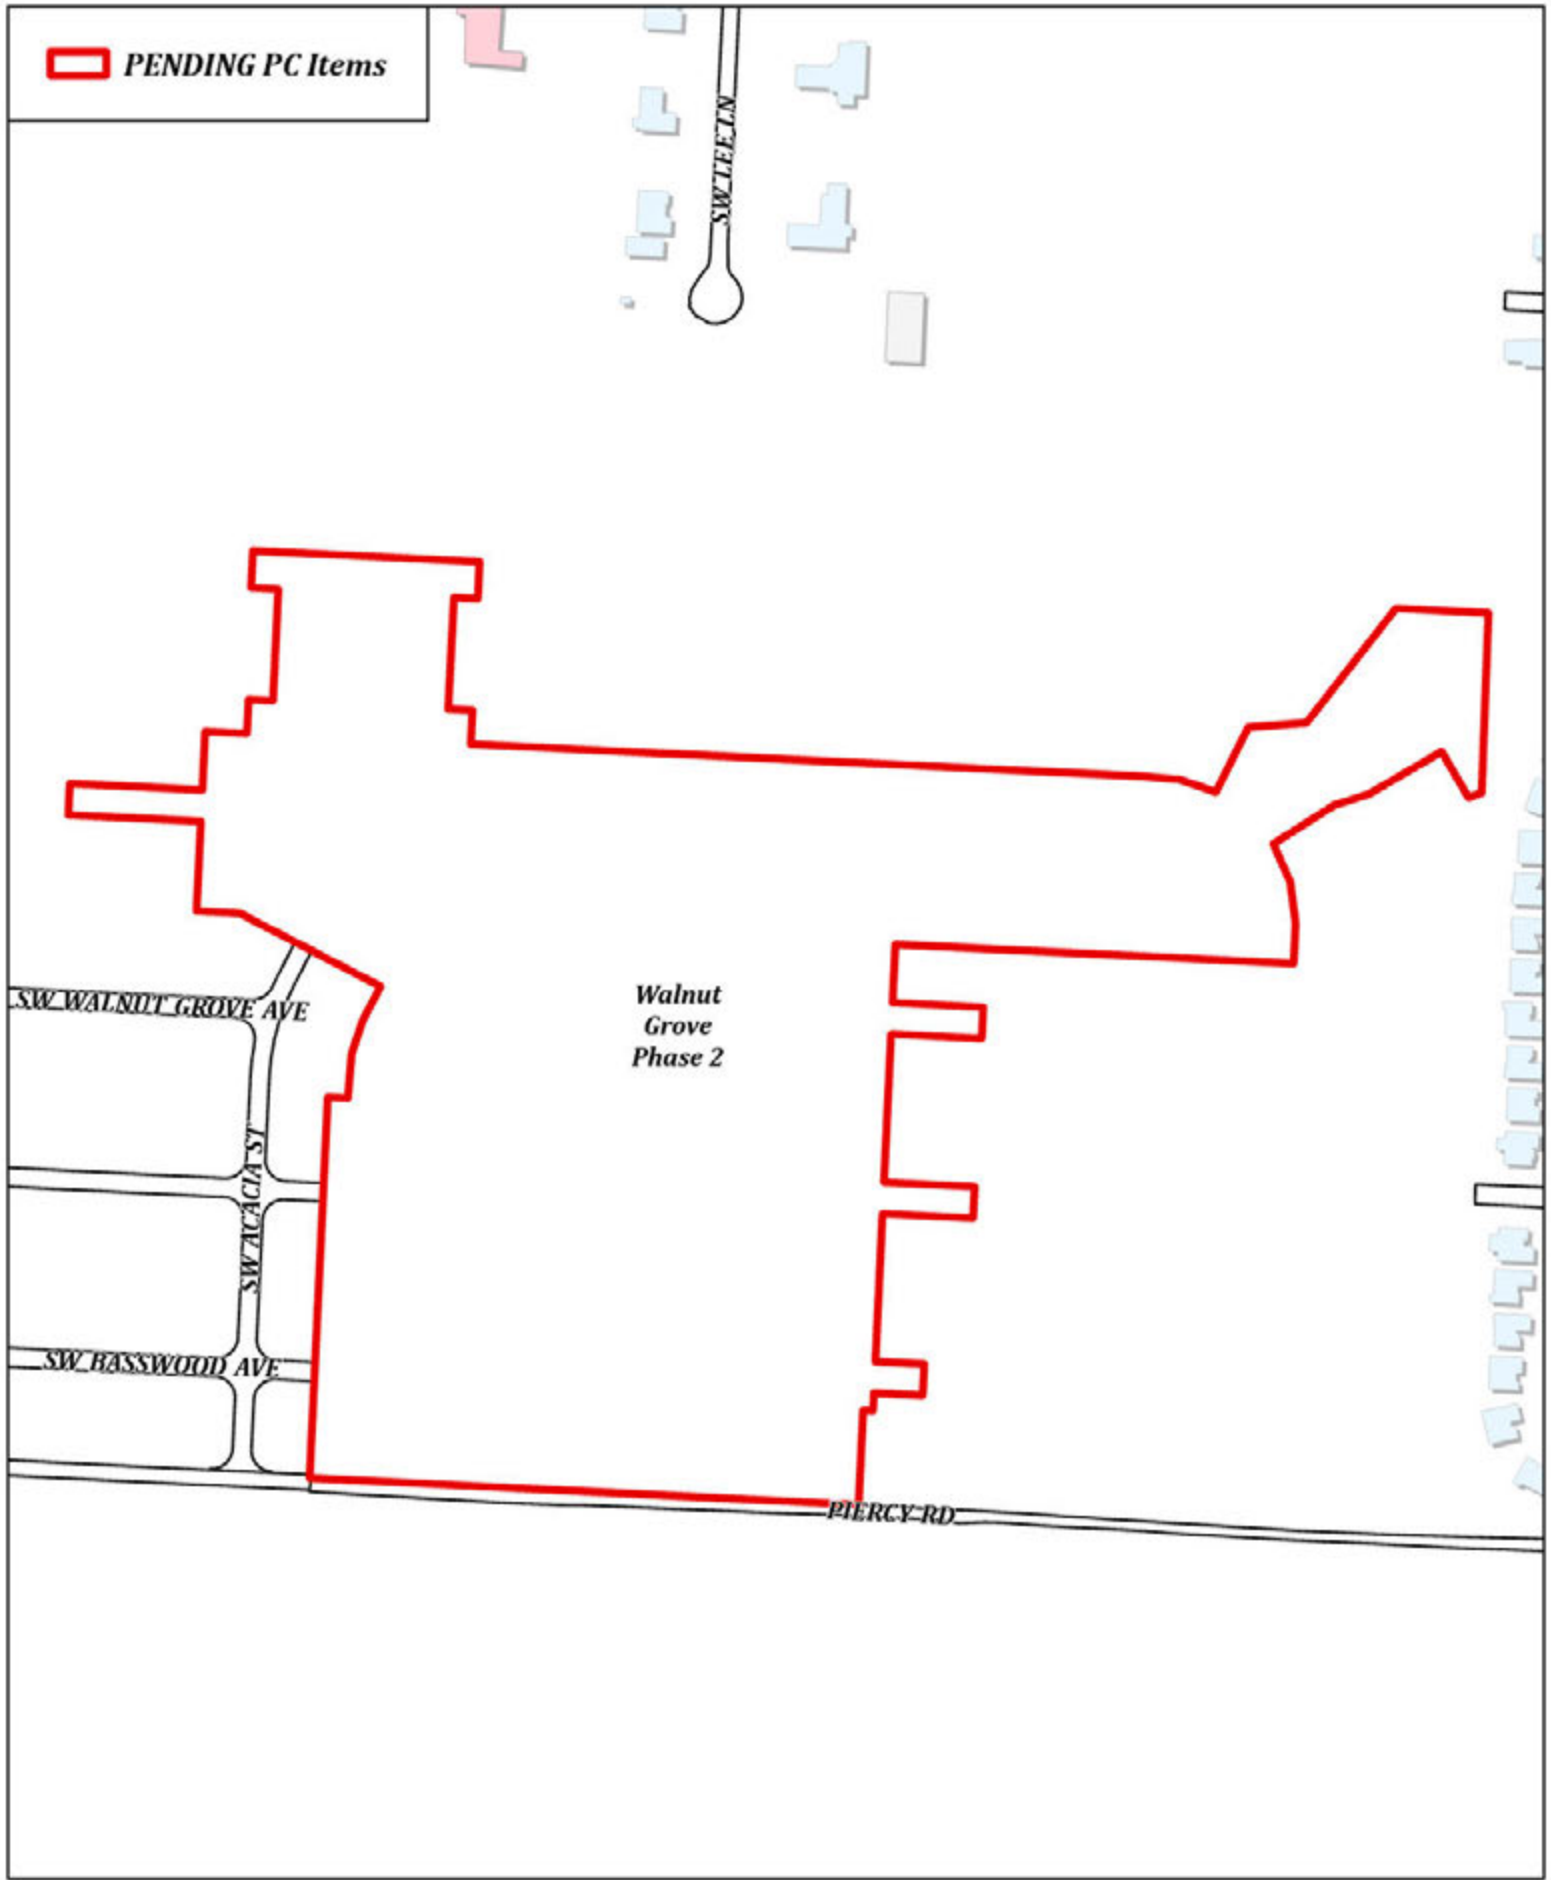 PENDING PC Items
SW LEE LN
Walnut
Grove
Phase 2
SW WALNUT GROVE AVE
SW ACACIA ST
SW BASSWOOD AVE
PIERCY RD